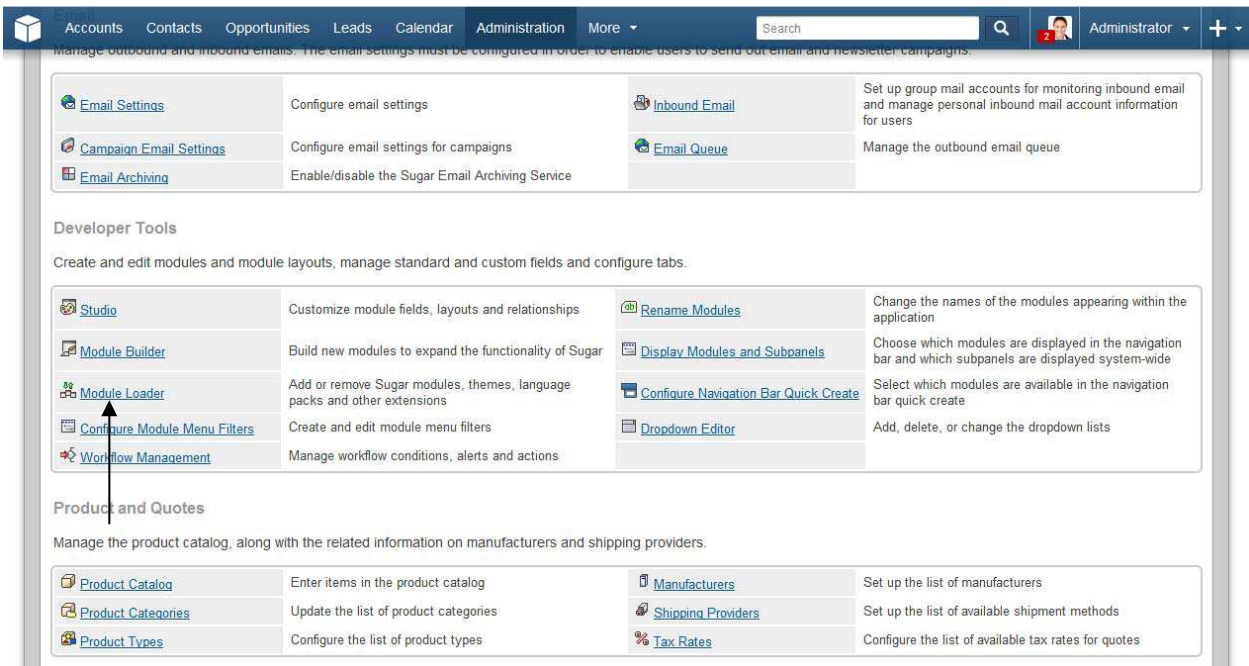 Email
Accounts Contacts Opportunities Leads Calendar Administration More Search 2 Administrator
Manage outbound and inbound emails. The email settings must be configured in order to enable users to send out email and newsletter campaigns.
Email Settings Configure email settings Inbound Email Set up group mail accounts for monitoring inbound email
and manage personal inbound mail account information
for users
Campaign Email Settings Configure email settings for campaigns Email Queue Manage the outbound email queue
Email Archiving Enable/disable the Sugar Email Archiving Service
Developer Tools
Create and edit modules and module layouts, manage standard and custom fields and configure tabs.
Studio Customize module fields, layouts and relationships ab Rename Modules Change the names of the modules appearing within the
application
Module Builder Build new modules to expand the functionality of Sugar Display Modules and Subpanels Choose which modules are displayed in the navigation
bar and which subpanels are displayed system-wide
Module Loader Add or remove Sugar modules, themes, language
packs and other extensions Configure Navigation Bar Quick Create Select which modules are available in the navigation
bar quick create
Configure Module Menu Filters Create and edit module menu filters Dropdown Editor Add, delete, or change the dropdown lists
Workflow Management Manage workflow conditions, alerts and actions
Product and Quotes
Manage the product catalog, along with the related information on manufacturers and shipping providers.
Product Catalog Enter items in the product catalog Manufacturers Set up the list of manufacturers
Product Categories Update the list of product categories Shipping Providers Set up the list of available shipment methods
Product Types Configure the list of product types % Tax Rates Configure the list of available tax rates for quotes